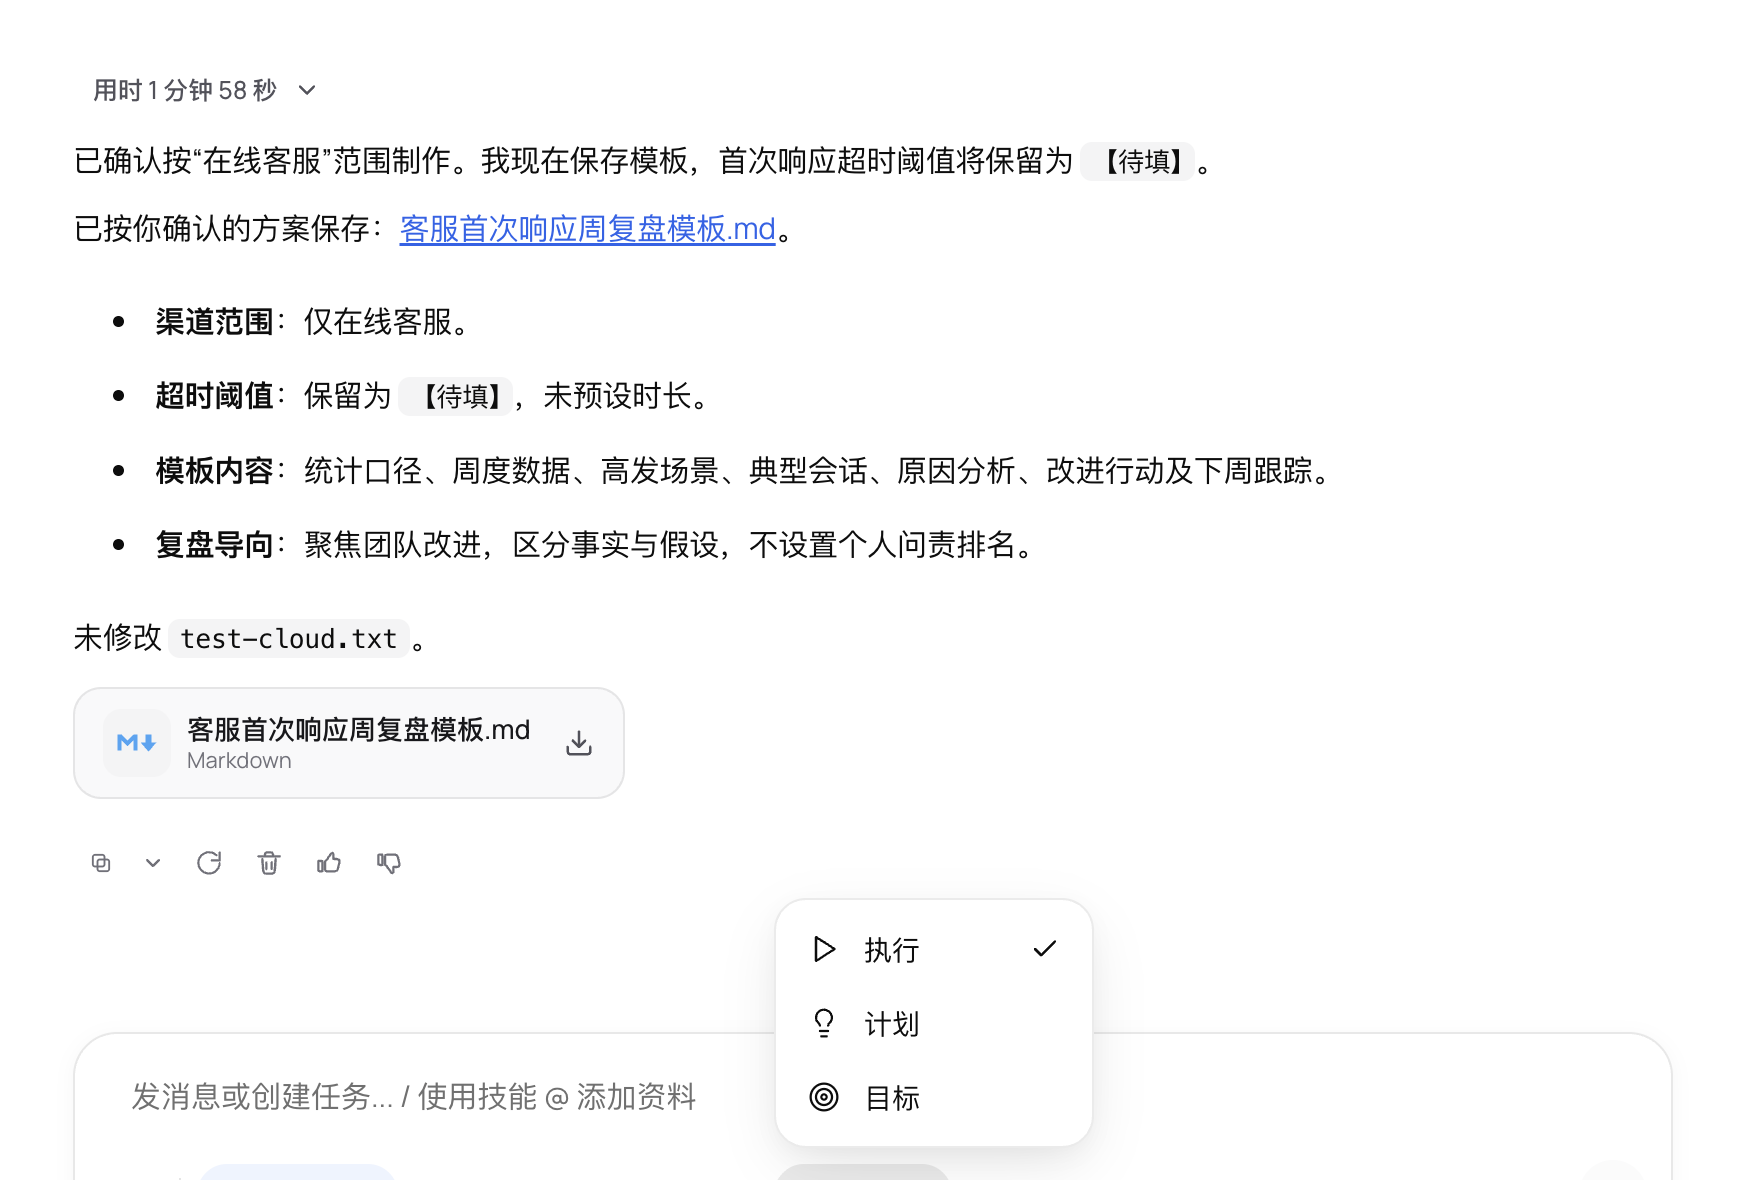 用时 1 分钟 58 秒
已确认按“在线客服”范围制作。我现在保存模板，首次响应超时阈值将保留为 【待填】。
已按你确认的方案保存：客服首次响应周复盘模板.md。
渠道范围：仅在线客服。
超时阈值：保留为 【待填】，未预设时长。
模板内容：统计口径、周度数据、高发场景、典型会话、原因分析、改进行动及下周跟踪。
复盘导向：聚焦团队改进，区分事实与假设，不设置个人问责排名。
未修改 test-cloud.txt。
M
客服首次响应周复盘模板.md
Markdown
执行
计划
目标
发消息或创建任务... / 使用技能 @ 添加资料